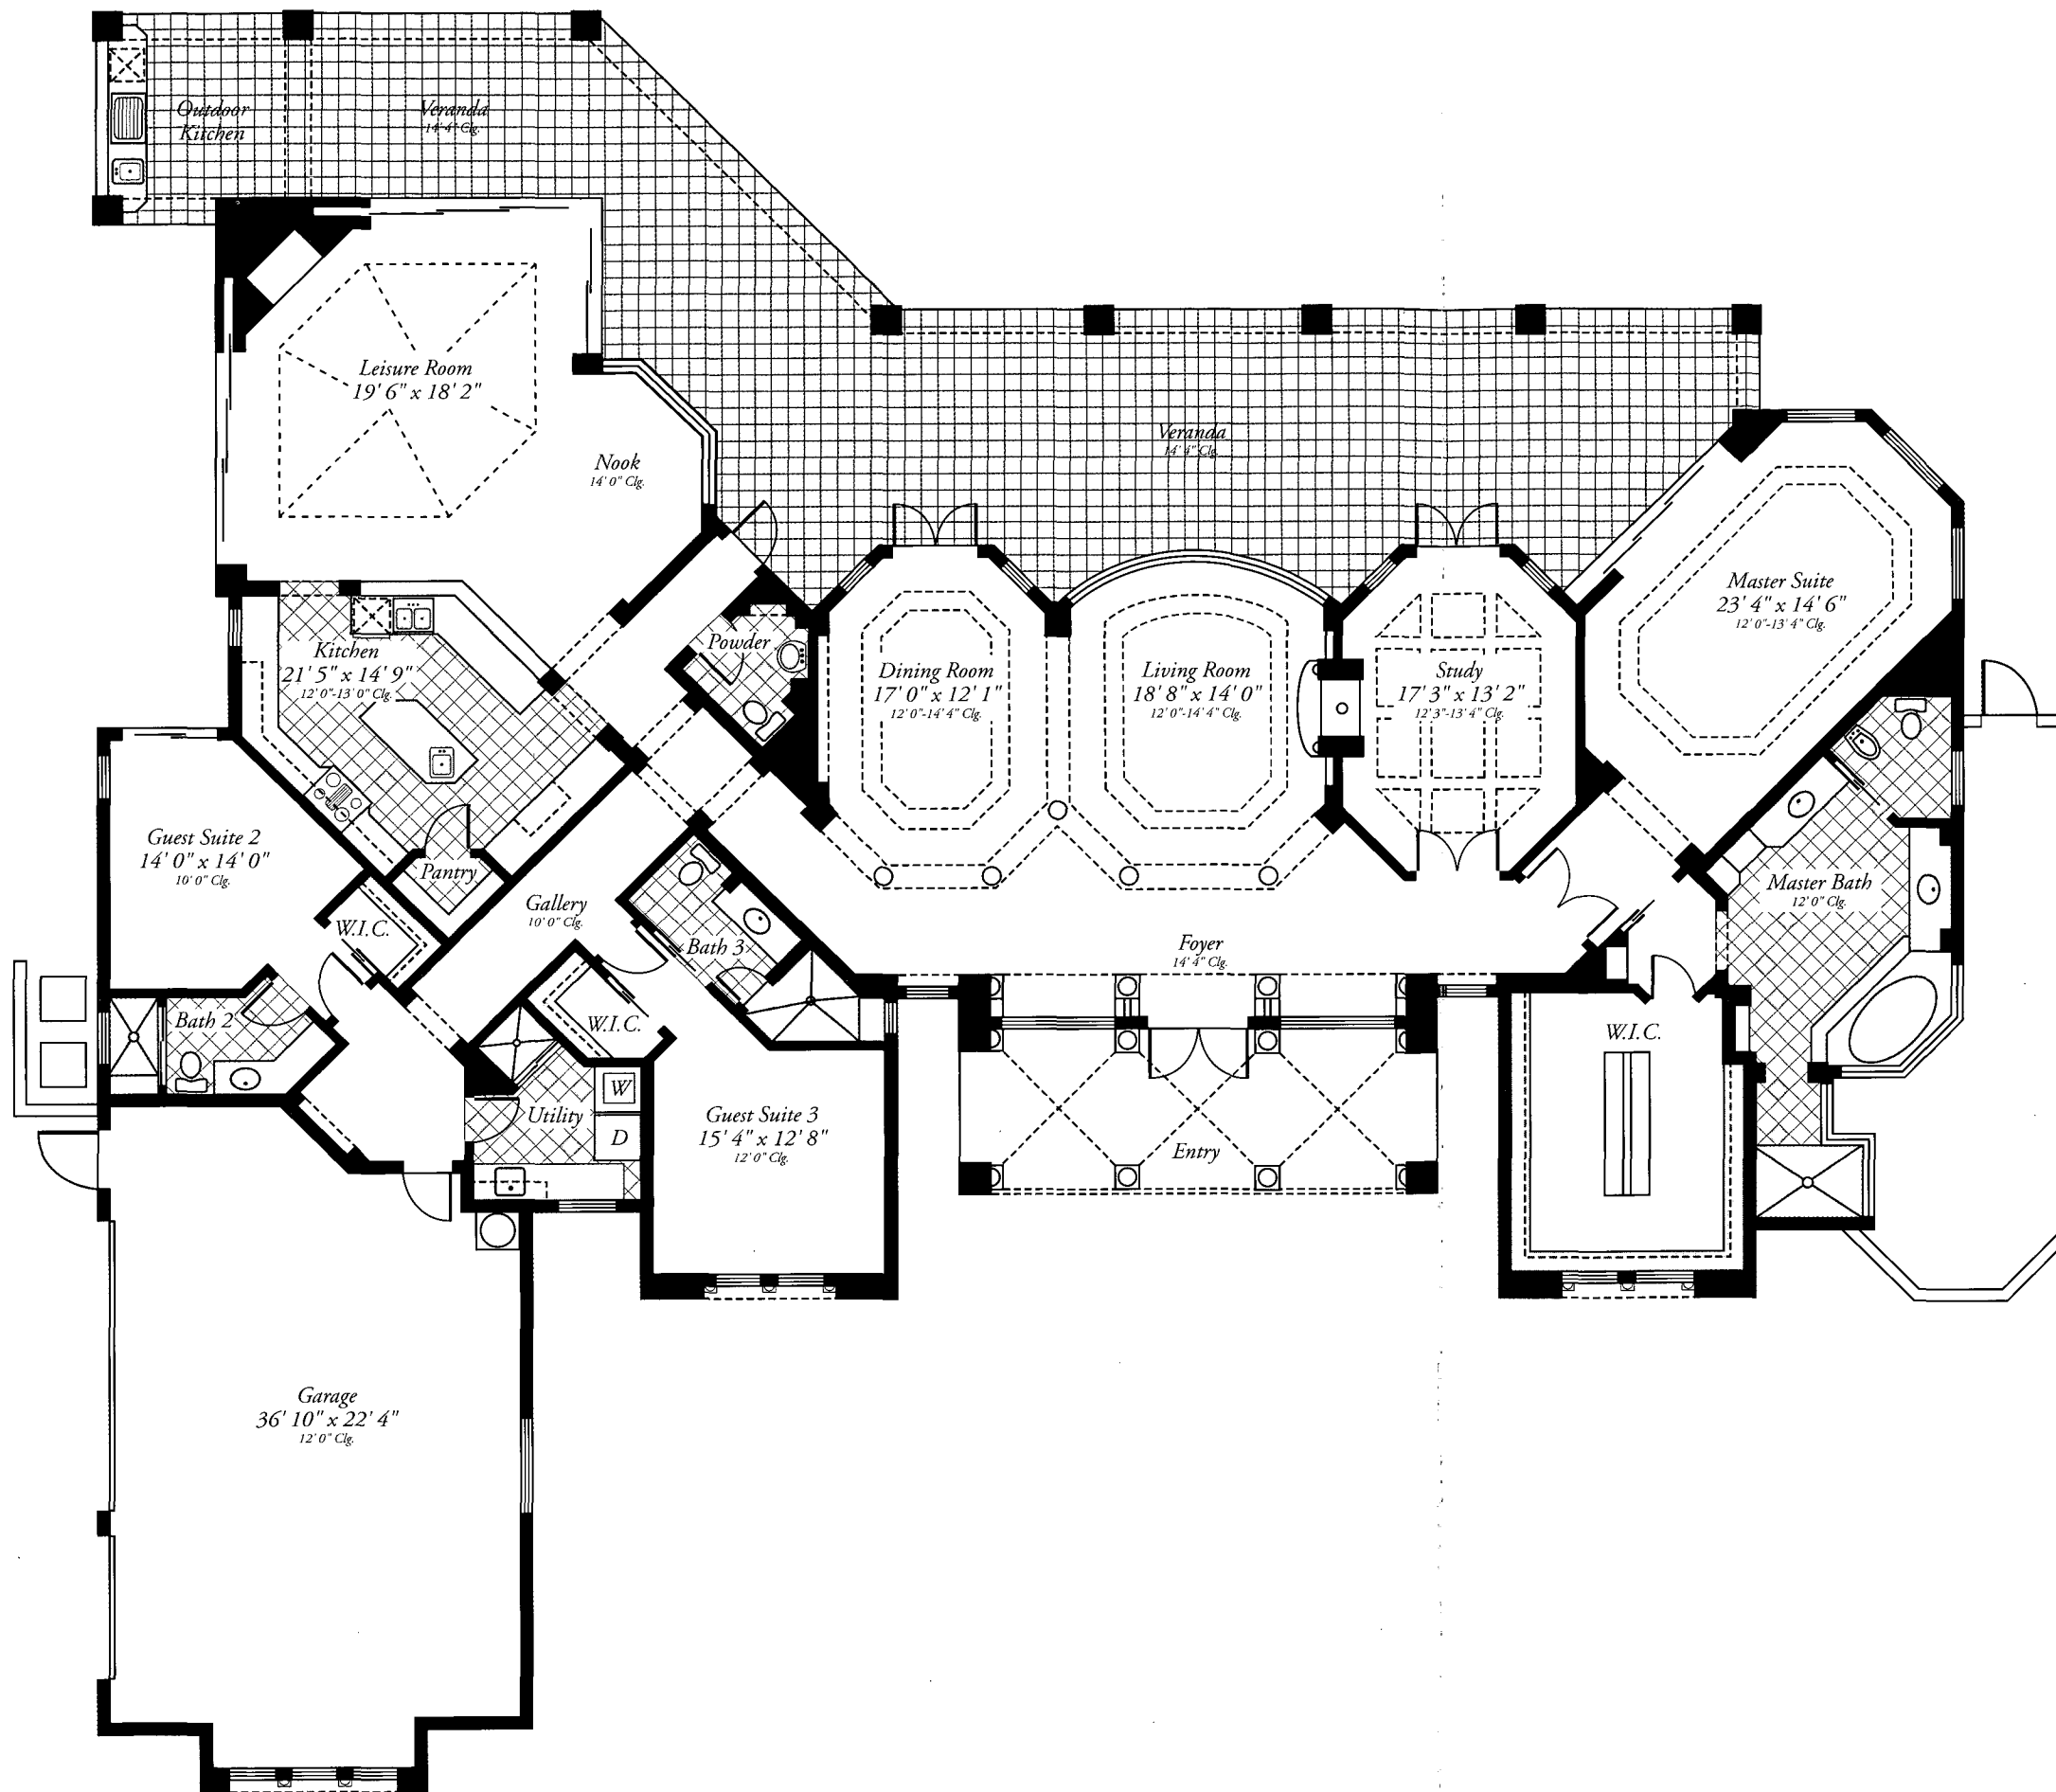 Outdoor
Kitchen
Veranda
14' 4" Clg.
Leisure Room
19' 6" x 18' 2"
Nook
14' 0" Clg.
Veranda
14' 4" Clg.
Master Suite
23' 4" x 14' 6"
12' 0"-13' 4" Clg.
Kitchen
21' 5" x 14' 9"
12' 0"-13' 0" Clg.
Powder
Dining Room
17' 0" x 12' 1"
12' 0"-14' 4" Clg.
Living Room
18' 8" x 14' 0"
12' 0"-14' 4" Clg.
Study
17' 3" x 13' 2"
12' 3"-13' 4" Clg.
Guest Suite 2
14' 0" x 14' 0"
10' 0" Clg.
Pantry
Master Bath
12' 0" Clg.
Gallery
10' 0" Clg.
W.I.C.
Bath 3
Foyer
14' 4" Clg.
Bath 2
W.I.C.
W.I.C.
W
D
Utility
Guest Suite 3
15' 4" x 12' 8"
12' 0" Clg.
Entry
Garage
36' 10" x 22' 4"
12' 0" Clg.